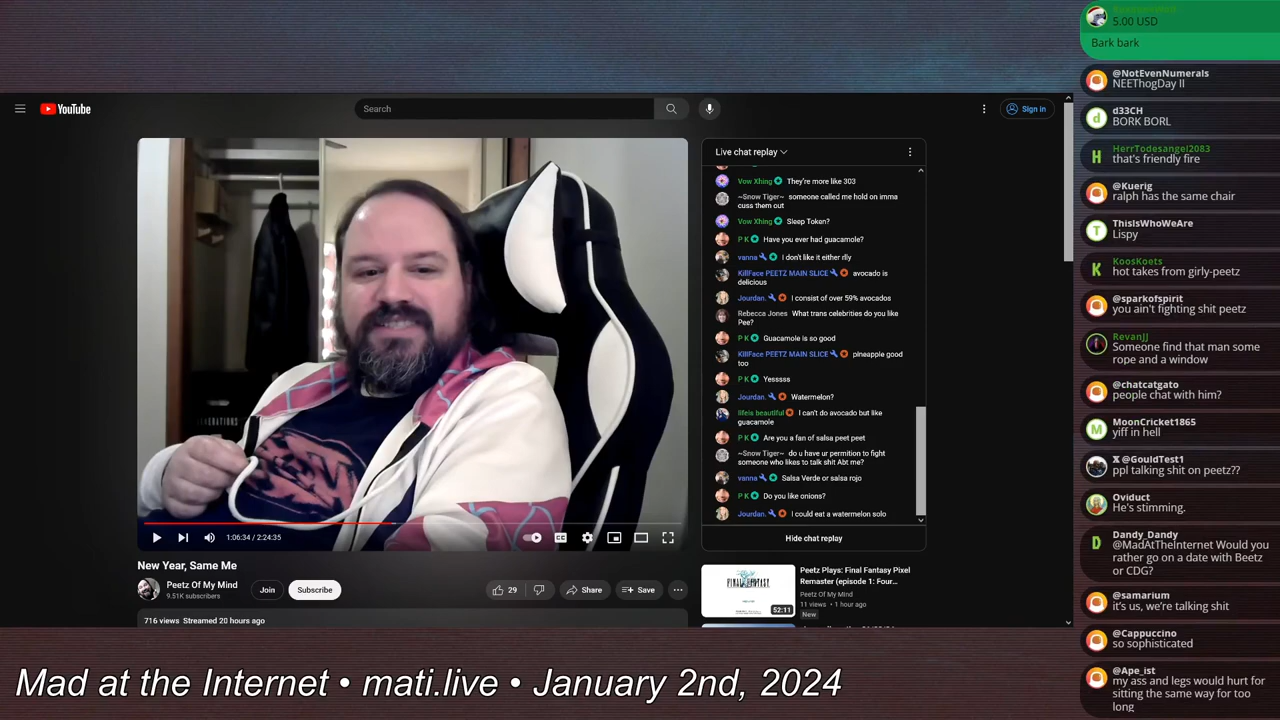 5.00 USD
Bark bark
@NotEvenNumerals
NEEThogDay II
d33CH
BORK BORL
HerrTodesangel2083
that's friendly fire
@Kuerig
ralph has the same chair
ThisIsWhoWeAre
Lispy
KoosKoets
hot takes from girly-peetz
@sparkofspirit
you ain't fighting shit peetz
RevanJJ
Someone find that man some
rope and a window
@chatcatgato
people chat with him?
MoonCricket1865
yiff in hell
@GouldTest1
ppl talking shit on peetz??
Oviduct
He's stimming.
Dandy_Dandy
@MadAtTheInternet Would you
rather go on a date with Beetz
or CDG?
@samarium
it's us, we're talking shit
@Cappuccino
so sophisticated
@Ape_ist
my ass and legs would hurt for
sitting the same way for too
long
YouTube
Search
Sign in
Live chat replay
Vow Xhing They're more like 303
~Snow Tiger~ someone called me hold on imma
cuss them out
Vow Xhing Sleep Token?
P K Have you ever had guacamole?
vanna I don't like it either rlly
KillFace PEETZ MAIN SLICE avocado is
delicious
Jourdan. I consist of over 59% avocados
Rebecca Jones What trans celebrities do you like
Pee?
P K Guacamole is so good
KillFace PEETZ MAIN SLICE pineapple good
too
P K Yesssss
Jourdan. Watermelon?
lifeis beautiful I can't do avocado but like
guacamole
P K Are you a fan of salsa peet peet
~Snow Tiger~ do u have ur permition to fight
someone who likes to talk shit Abt me?
vanna Salsa Verde or salsa rojo
P K Do you like onions?
Jourdan. I could eat a watermelon solo
Hide chat replay
1:06:34 / 2:24:35
New Year, Same Me
Peetz Of My Mind
9.51K subscribers
Join
Subscribe
29
Share
Save
716 views Streamed 20 hours ago
FINAL FANTASY
52:11
Peetz Plays: Final Fantasy Pixel
Remaster (episode 1: Four...
Peetz Of My Mind
11 views • 1 hour ago
New
Mad at the Internet • mati.live • January 2nd, 2024